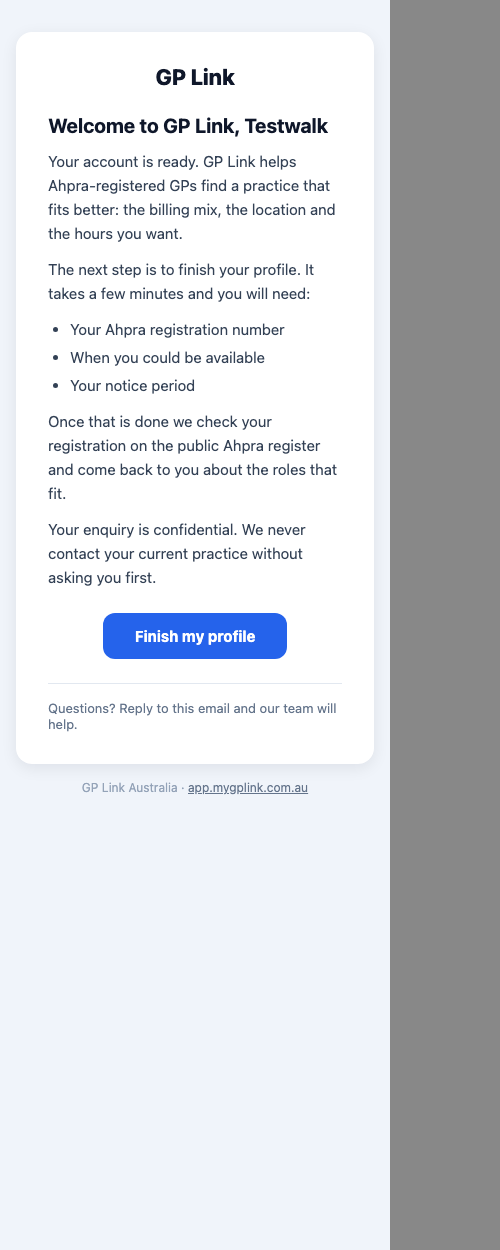 GP Link
Welcome to GP Link, Testwalk
Your account is ready. GP Link helps
Ahpra-registered GPs find a practice that
fits better: the billing mix, the location and
the hours you want.
The next step is to finish your profile. It
takes a few minutes and you will need:
• Your Ahpra registration number
• When you could be available
• Your notice period
Once that is done we check your
registration on the public Ahpra register
and come back to you about the roles that
fit.
Your enquiry is confidential. We never
contact your current practice without
asking you first.
Finish my profile
Questions? Reply to this email and our team will
help.
GP Link Australia · app.mygplink.com.au